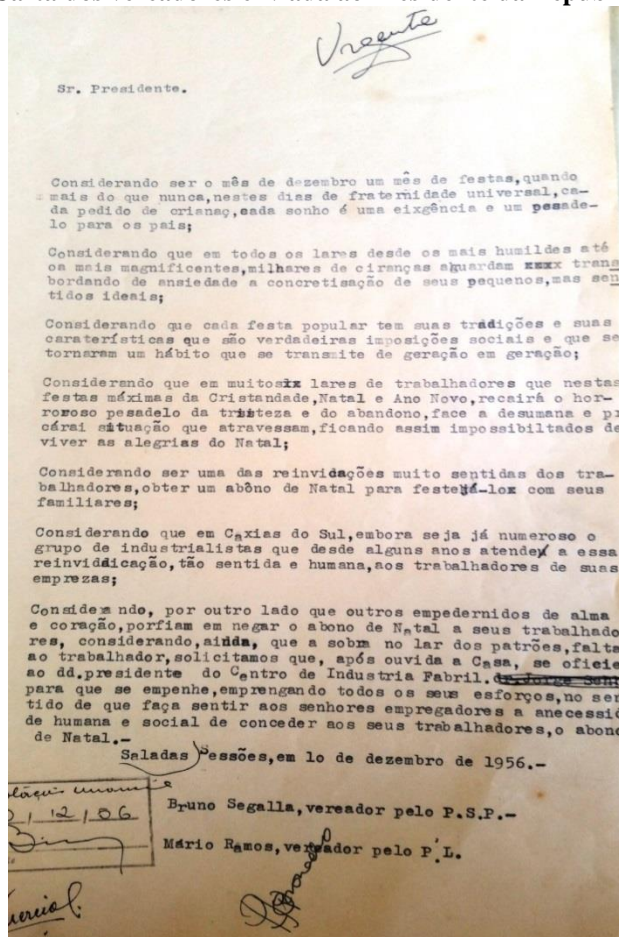 Urgente
Sr. Presidente.
Considerando ser o mês de dezembro um mês de festas,quando
mais do que nunca,nestes dias de fraternidade universal,ca-
da pedido de crianaç,cada sonho é uma eixgência e um pesade-
lo para os pais;
Considerando que em todos os lares desde os mais humildes até
oa mais magnificentes,milhares de ciranças aguardam xxxx trans
bordando de ansiedade a concretisação de seus pequenos,mas sen
tidos ideais;
Considerando que cada festa popular tem suas tradições e suas
caraterísticas que são verdadeiras imposições sociais e que se
tornaram um hábito que se transmite de geração em geração;
Considerando que em muitos lares de trabalhadores que nestas
festas máximas da Cristandade,Natal e Ano Novo,recairá o hor-
roroso pesadelo da tristeza e do abandono,face a desumana e pr
cárai situação que atravessam,ficando assim impossibiltados de
viver as alegrias do Natal;
Considerando ser uma das reinvidações muito sentidas dos tra-
balhadores,obter um abôno de Natal para festejá-lox com seus
familiares;
Considerando que em Caxias do Sul,embora seja já numeroso o
grupo de industrialistas que desde alguns anos atende a essa
reinvidicação,tão sentida e humana,aos trabalhadores de suas
emprezas;
Considerando, por outro lado que outros empedernidos de alma
e coração,porfiam em negar o abono de Natal a seus trabalhado
res, considerando,ainda, que a sobra no lar dos patrões,falta
ao trabalhador,solicitamos que, após ouvida a Casa, se oficie
ao dd.presidente do Centro de Industria Fabril.
para que se empenhe,emprengando todos os seus esforços,no sen
tido de que faça sentir aos senhores empregadores a anecessid
de humana e social de conceder aos seus trabalhadores,o abono
de Natal.-
Saladas Sessões,em 10 de dezembro de 1956.-
Bruno Segalla,vereador pelo P.S.P.-
Mário Ramos,vereador pelo P.L.